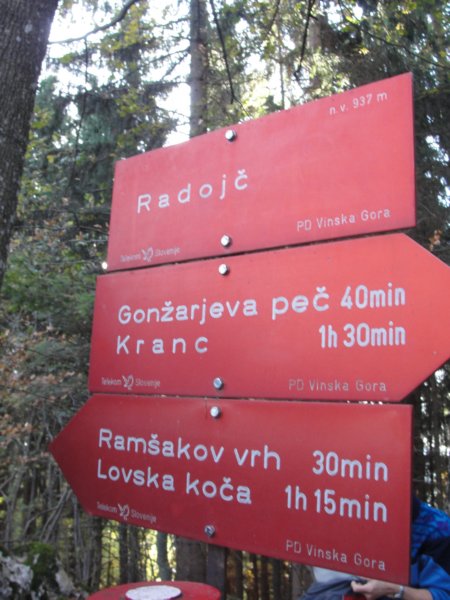 n.v. 937 m
Radojč
Telekom Slovenije PD Vinska Gora
Gonžarjeva peč 40min
Kranc 1h 30min
Telekom Slovenije PD Vinska Gora
Ramšakov vrh 30min
Lovska koča 1h 15min
Telekom Slovenije PD Vinska Gora